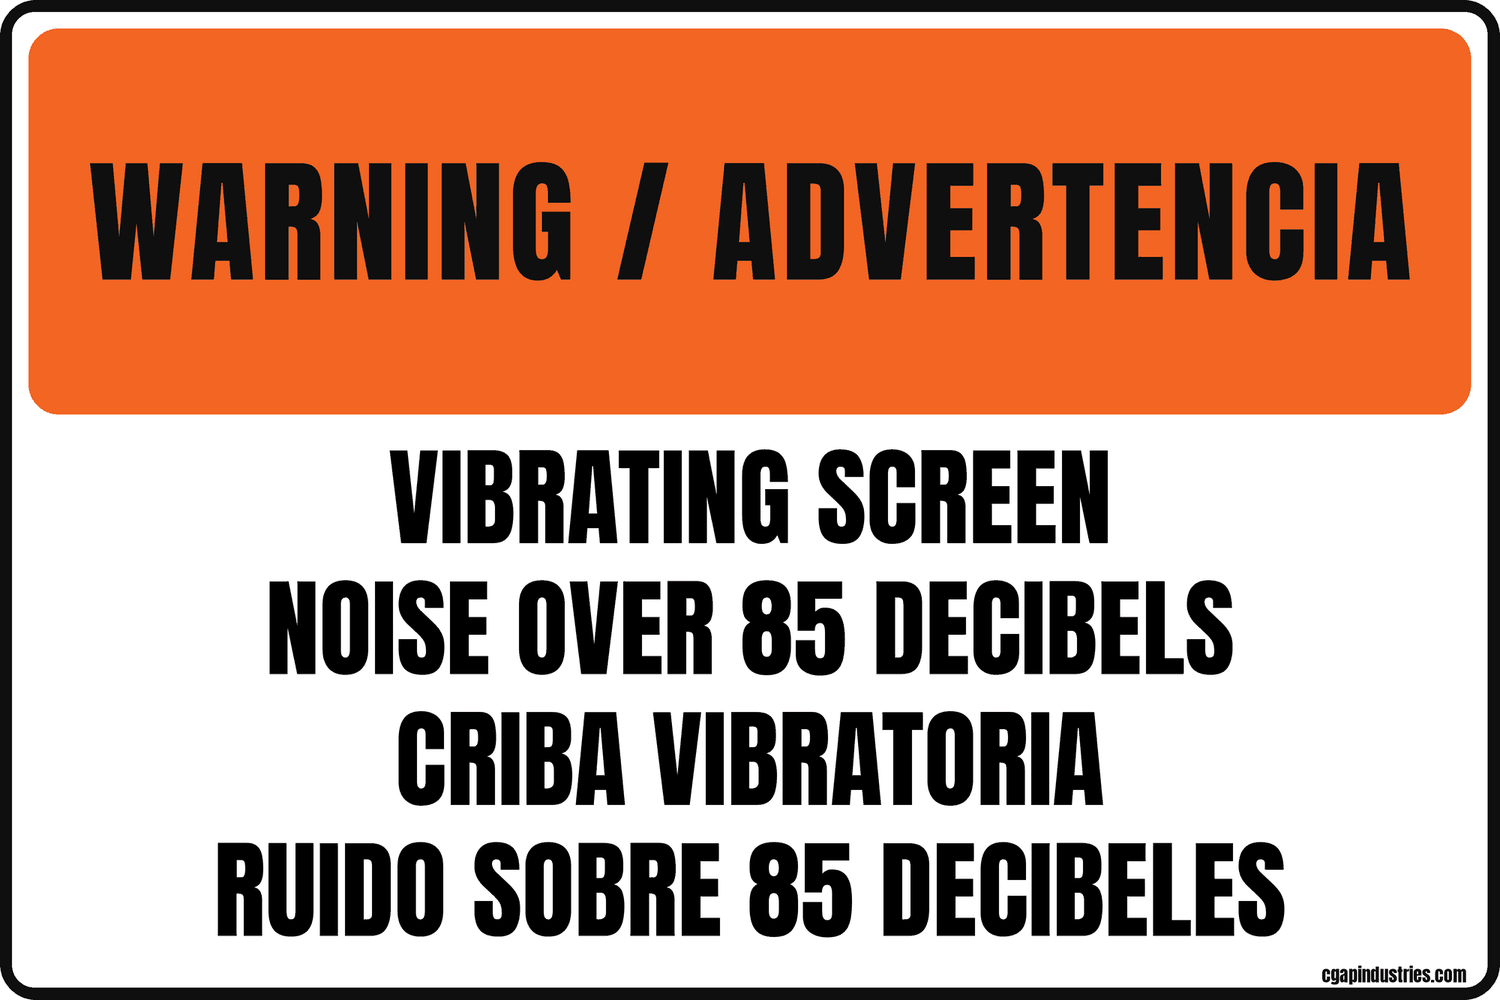 WARNING / ADVERTENCIA
VIBRATING SCREEN
NOISE OVER 85 DECIBELS
CRIBA VIBRATORIA
RUIDO SOBRE 85 DECIBELES
cgapindustries.com